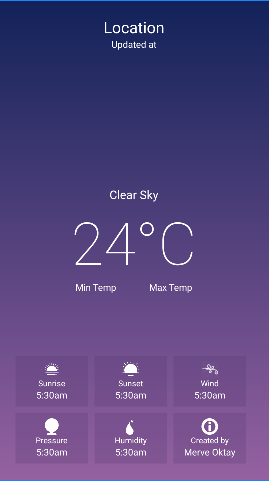 Location
Updated at
Clear Sky
24°C
Min Temp Max Temp
Sunrise Sunset Wind
5:30am 5:30am 5:30am
Pressure Humidity Created by
5:30am 5:30am Merve Oktay